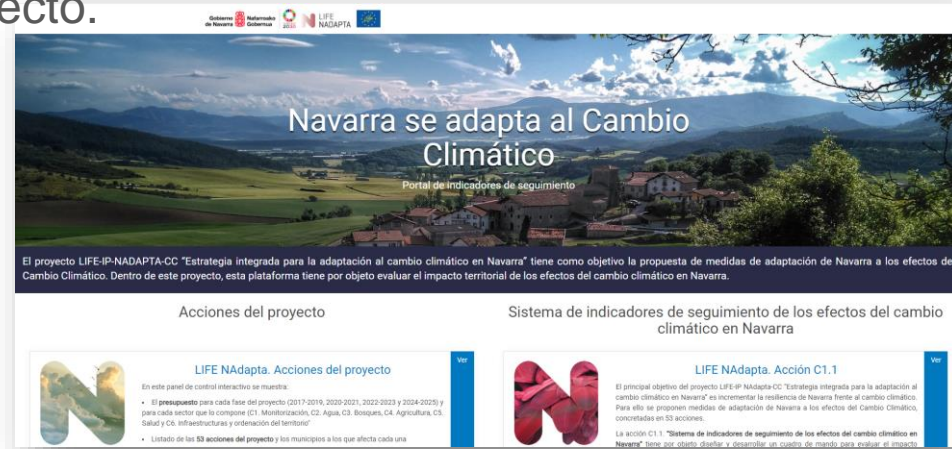 ecto.
Gobierno de Navarra Nafarroako Gobernua
LIFE NADAPTA
Navarra se adapta al Cambio
Climático
Portal de indicadores de seguimiento
El proyecto LIFE-IP-NADAPTA-CC "Estrategia integrada para la adaptación al cambio climático en Navarra" tiene como objetivo la propuesta de medidas de adaptación de Navarra a los efectos de
Cambio Climático. Dentro de este proyecto, esta plataforma tiene por objeto evaluar el impacto territorial de los efectos del cambio climático en Navarra.
Acciones del proyecto
LIFE NAdapta. Acciones del proyecto
Ver
En este panel de control interactivo se muestra:
• El presupuesto para cada fase del proyecto (2017-2019, 2020-2021, 2022-2023 y 2024-2025) y
para cada sector que lo compone (C1. Monitorización, C2. Agua, C3. Bosques, C4. Agricultura, C5.
Salud y C6. Infraestructuras y ordenación del territorio"
• Listado de las 53 acciones del proyecto y los municipios a los que afecta cada una
Sistema de indicadores de seguimiento de los efectos del cambio
climático en Navarra
LIFE NAdapta. Acción C1.1
Ver
El principal objetivo del proyecto LIFE-IP NAdapta-CC "Estrategia integrada para la adaptación al
cambio climático en Navarra" es incrementar la resiliencia de Navarra frente al cambio climático.
Para ello se proponen medidas de adaptación de Navarra a los efectos del Cambio Climático,
concretadas en 53 acciones.
La acción C1.1. "Sistema de indicadores de seguimiento de los efectos del cambio climático en
Navarra" tiene por objeto diseñar y desarrollar un cuadro de mando para evaluar el impacto